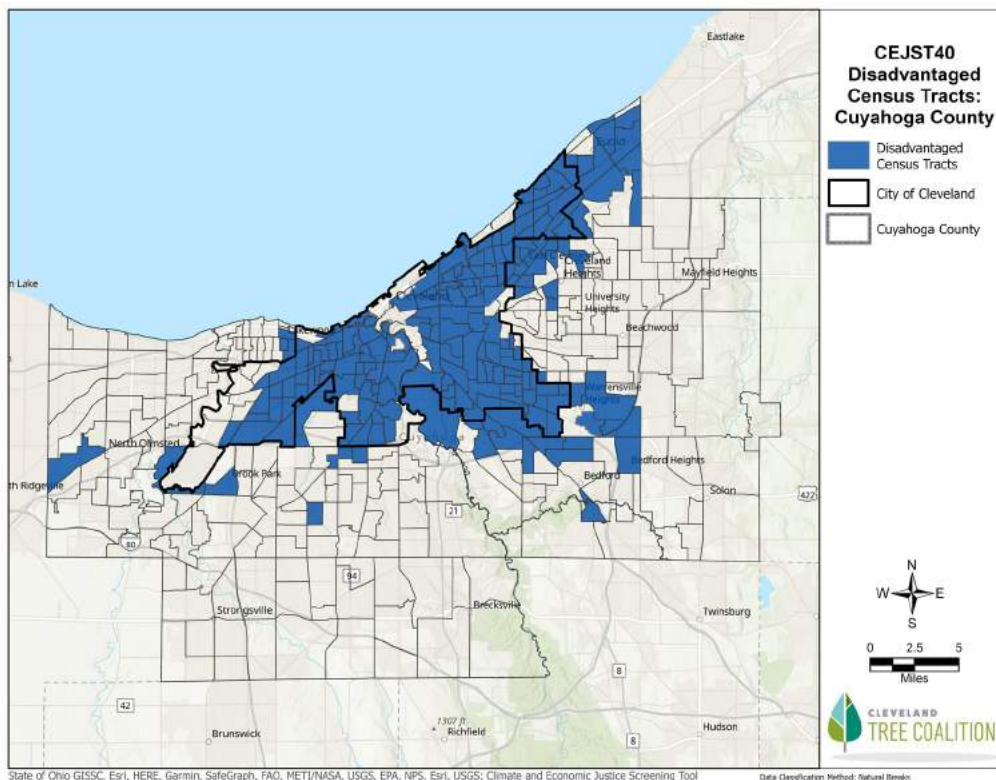 CEJST40
Disadvantaged
Census Tracts:
Cuyahoga County
Disadvantaged
Census Tracts
City of Cleveland
Cuyahoga County
Eastlake
Euclid
Cleveland
Heights
Mayfield Heights
University
Heights
Cleveland
Beachwood
Warrensville
Heights
North Olmsted
Brook Park
Bedford Heights
Bedford
Solon
422
21
80
94
Strongsville
Brecksville
Twinsburg
8
42
1307 ft
Richfield
Brunswick
8
Hudson
N
W
E
S
0 2.5 5
Miles
CLEVELAND
TREE COALITION
State of Ohio GISSC, Esri, HERE, Garmin, SafeGraph, FAO, METI/NASA, USGS, EPA, NPS, Esri, USGS; Climate and Economic Justice Screening Tool
Data Classification Method: Natural Breaks